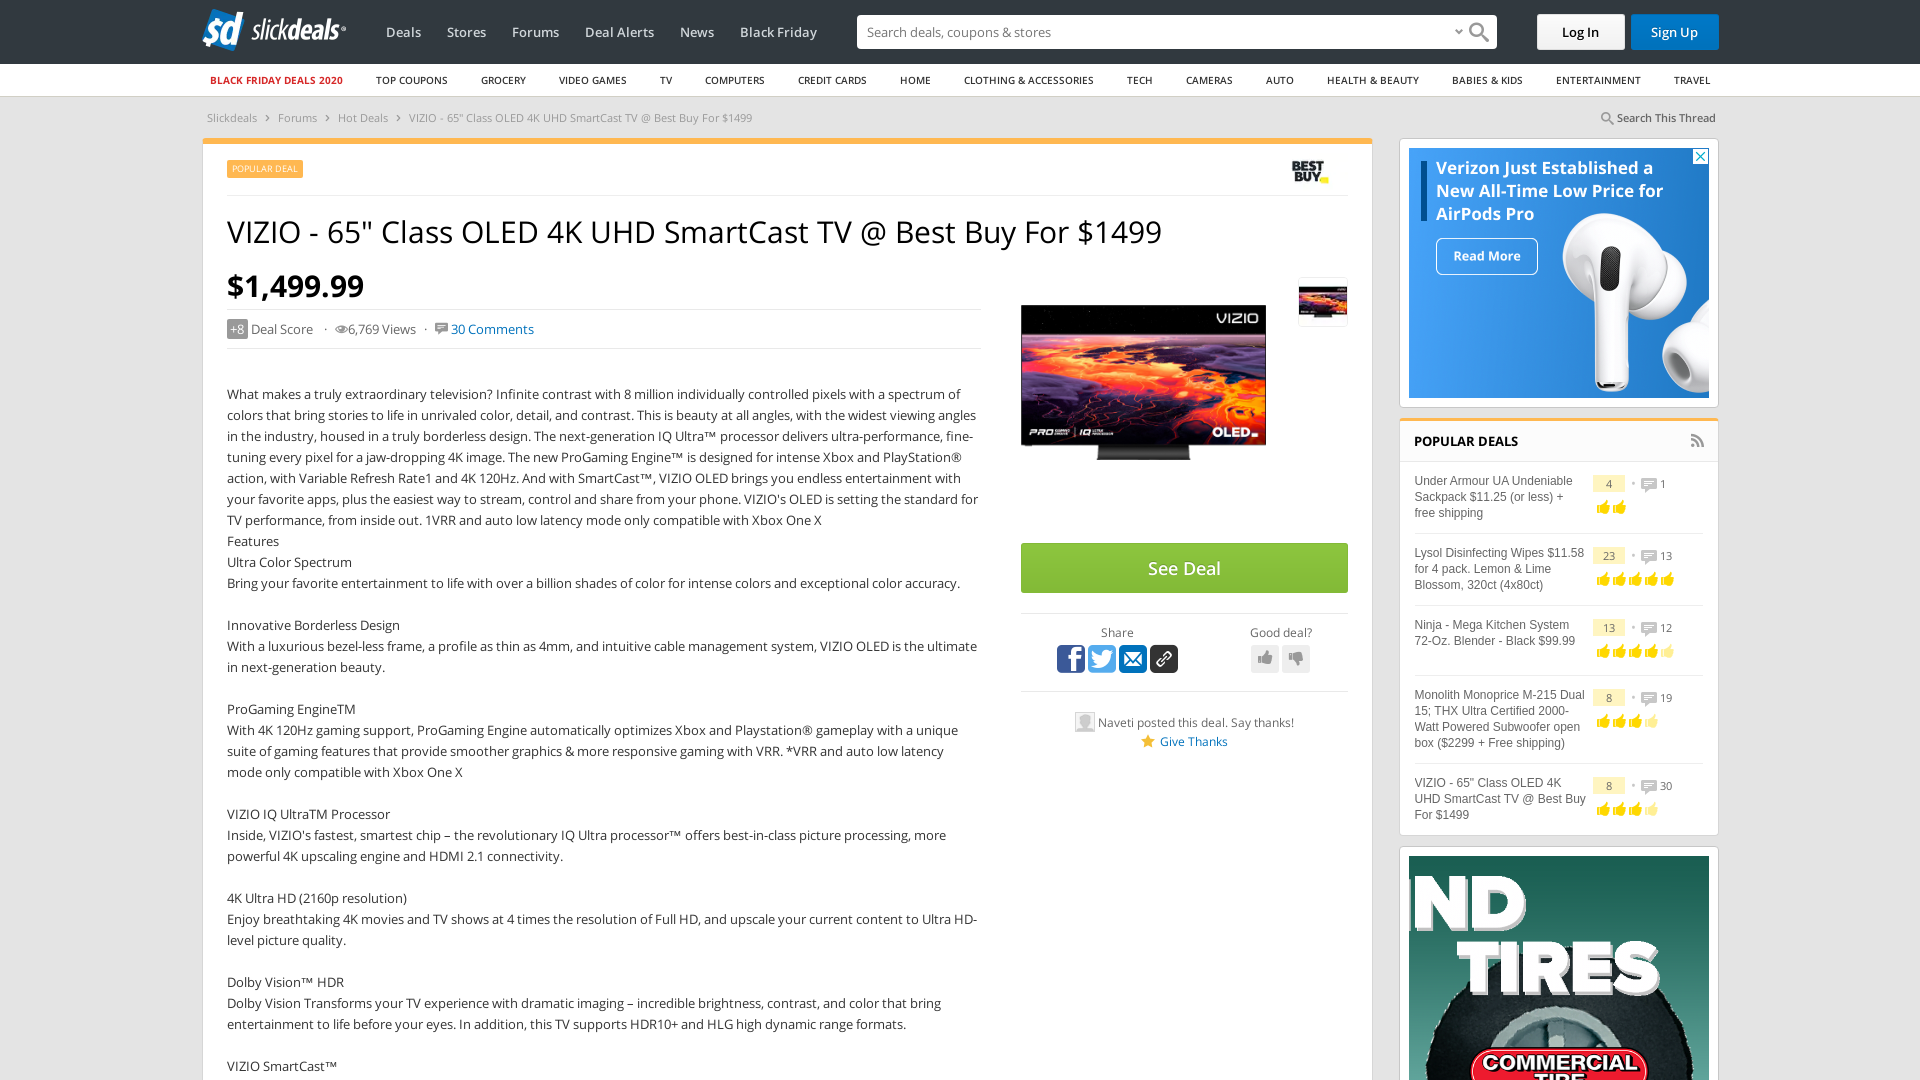 slickdeals
Deals Stores Forums Deal Alerts News Black Friday
Search deals, coupons & shops
Log In Sign Up
BLACK FRIDAY DEALS 2020 TOP COUPONS GROCERY VIDEO GAMES TV COMPUTERS CREDIT CARDS HOME CLOTHING & ACCESSORIES TECH CAMERAS AUTO HEALTH & BEAUTY BABIES & KIDS ENTERTAINMENT TRAVEL
Slickdeals › Forums › Hot Deals › VIZIO - 65" Class OLED 4K UHD SmartCast TV @ Best Buy For $1499
Search This Thread
POPULAR DEAL
BEST
BUY
VIZIO - 65" Class OLED 4K UHD SmartCast TV @ Best Buy For $1499
$1,499.99
+8 Deal Score · 6,769 Views · 30 Comments
What makes a truly extraordinary television? Infinite contrast with 8 million individually controlled pixels with a spectrum of
colors that bring stories to life in unrivaled color, detail, and contrast. This is beauty at all angles, with the widest viewing angles
in the industry, housed in a truly borderless design. The next-generation IQ Ultra™ processor delivers ultra-performance, fine-
tuning every pixel for a jaw-dropping 4K image. The new ProGaming Engine™ is designed for intense Xbox and PlayStation®
action, with Variable Refresh Rate1 and 4K 120Hz. And with SmartCast™, VIZIO OLED brings you endless entertainment with
your favorite apps, plus the easiest way to stream, control and share from your phone. VIZIO's OLED is setting the standard for
TV performance, from inside out. 1VRR and auto low latency mode only compatible with Xbox One X
Features
Ultra Color Spectrum
Bring your favorite entertainment to life with over a billion shades of color for intense colors and exceptional color accuracy.
Innovative Borderless Design
With a luxurious bezel-less frame, a profile as thin as 4mm, and intuitive cable management system, VIZIO OLED is the ultimate
in next-generation beauty.
ProGaming EngineTM
With 4K 120Hz gaming support, ProGaming Engine automatically optimizes Xbox and Playstation® gameplay with a unique
suite of gaming features that provide smoother graphics & more responsive gaming with VRR. *VRR and auto low latency
mode only compatible with Xbox One X
VIZIO IQ UltraTM Processor
Inside, VIZIO's fastest, smartest chip – the revolutionary IQ Ultra processor™ offers best-in-class picture processing, more
powerful 4K upscaling engine and HDMI 2.1 connectivity.
4K Ultra HD (2160p resolution)
Enjoy breathtaking 4K movies and TV shows at 4 times the resolution of Full HD, and upscale your current content to Ultra HD-
level picture quality.
Dolby Vision™ HDR
Dolby Vision Transforms your TV experience with dramatic imaging – incredible brightness, contrast, and color that bring
entertainment to life before your eyes. In addition, this TV supports HDR10+ and HLG high dynamic range formats.
VIZIO SmartCast™
VIZIO
PRO IQ OLED
See Deal
Share Good deal?
Naveti posted this deal. Say thanks!
Give Thanks
Verizon Just Established a
New All-Time Low Price for
AirPods Pro
Read More
POPULAR DEALS
Under Armour UA Undeniable
Sackpack $11.25 (or less) +
free shipping
4 • 1
Lysol Disinfecting Wipes $11.58
for 4 pack. Lemon & Lime
Blossom, 320ct (4x80ct)
23 • 13
Ninja - Mega Kitchen System
72-Oz. Blender - Black $99.99
13 • 12
Monolith Monoprice M-215 Dual
15; THX Ultra Certified 2000-
Watt Powered Subwoofer open
box ($2299 + Free shipping)
8 • 19
VIZIO - 65" Class OLED 4K
UHD SmartCast TV @ Best Buy
For $1499
8 • 30
ND
TIRES
COMMERCIAL
TIRE